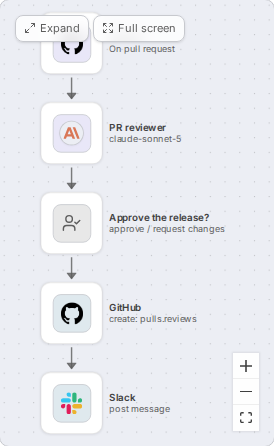 Expand
Full screen
On pull request
PR reviewer
claude-sonnet-5
Approve the release?
approve / request changes
GitHub
create: pulls.reviews
Slack
post message